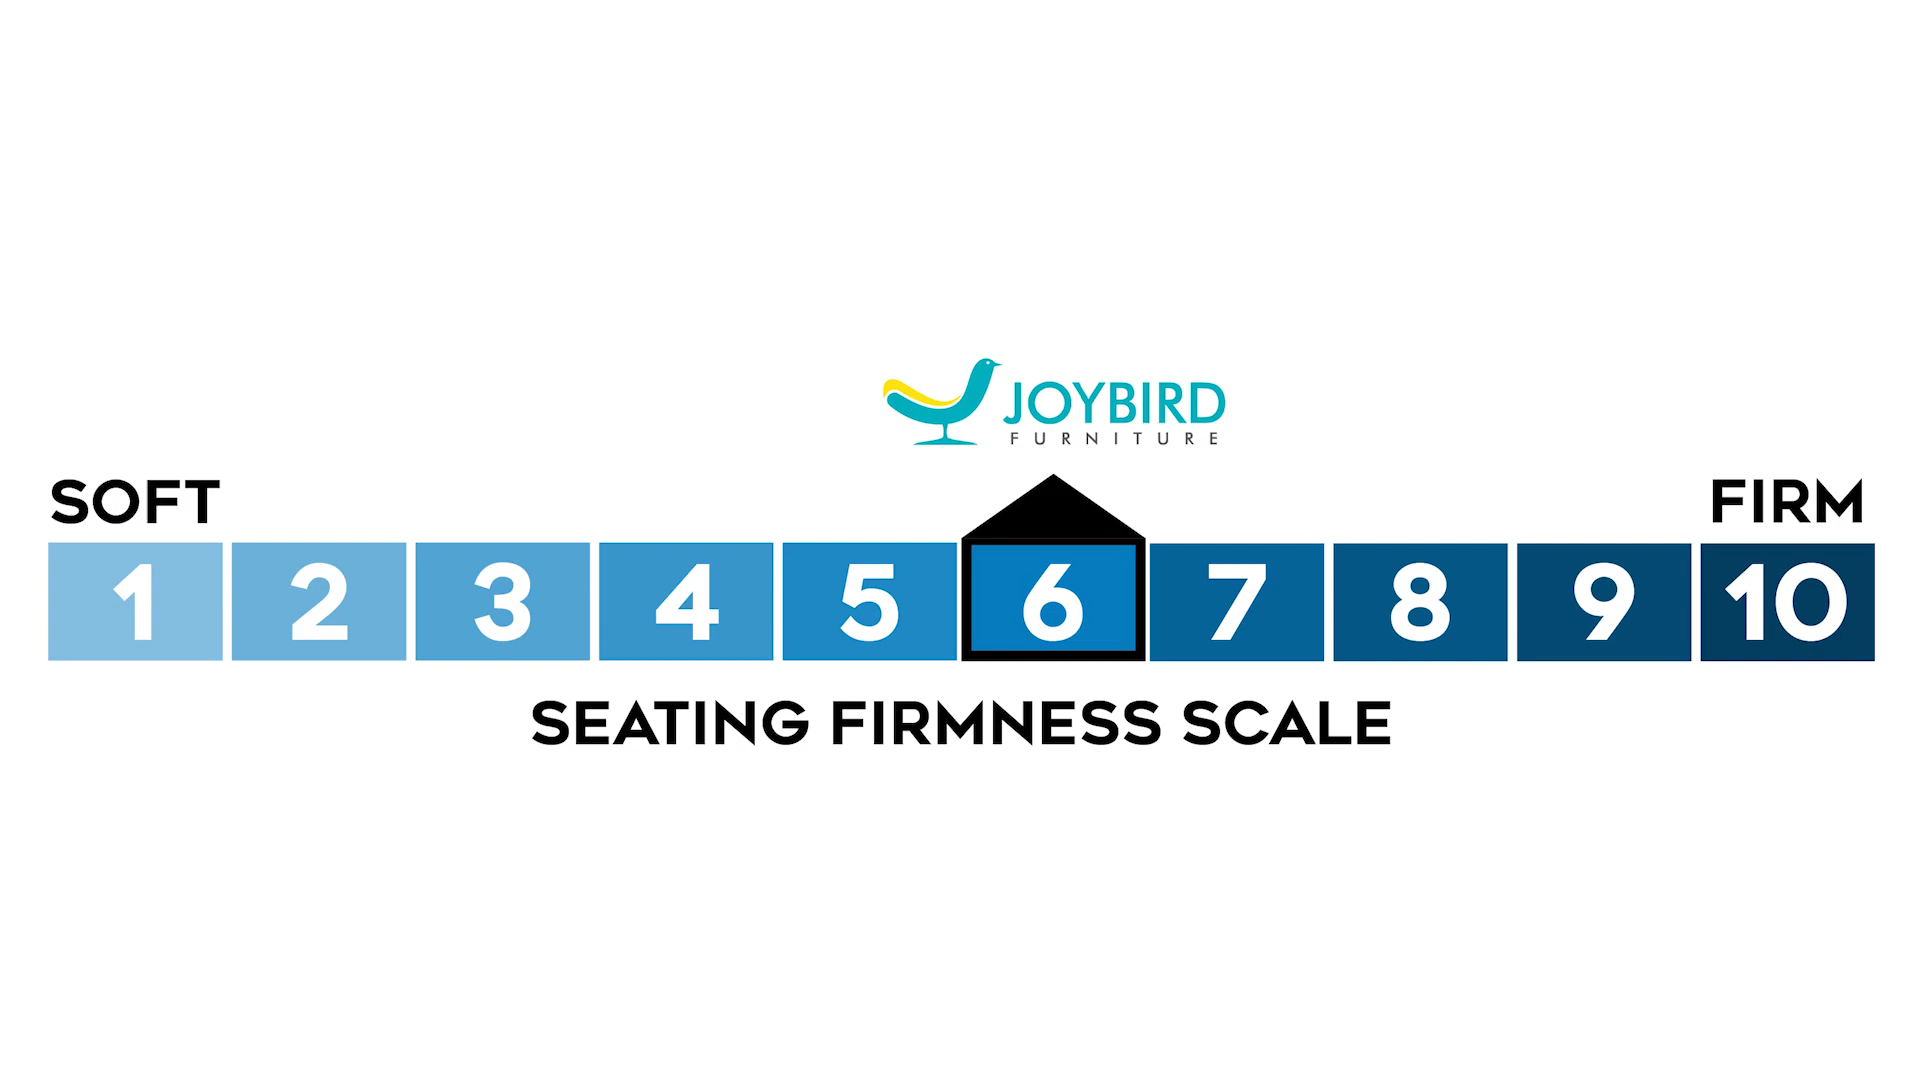 JOYBIRD
FURNITURE
SOFT
FIRM
1 2 3 4 5 6 7 8 9 10
SEATING FIRMNESS SCALE